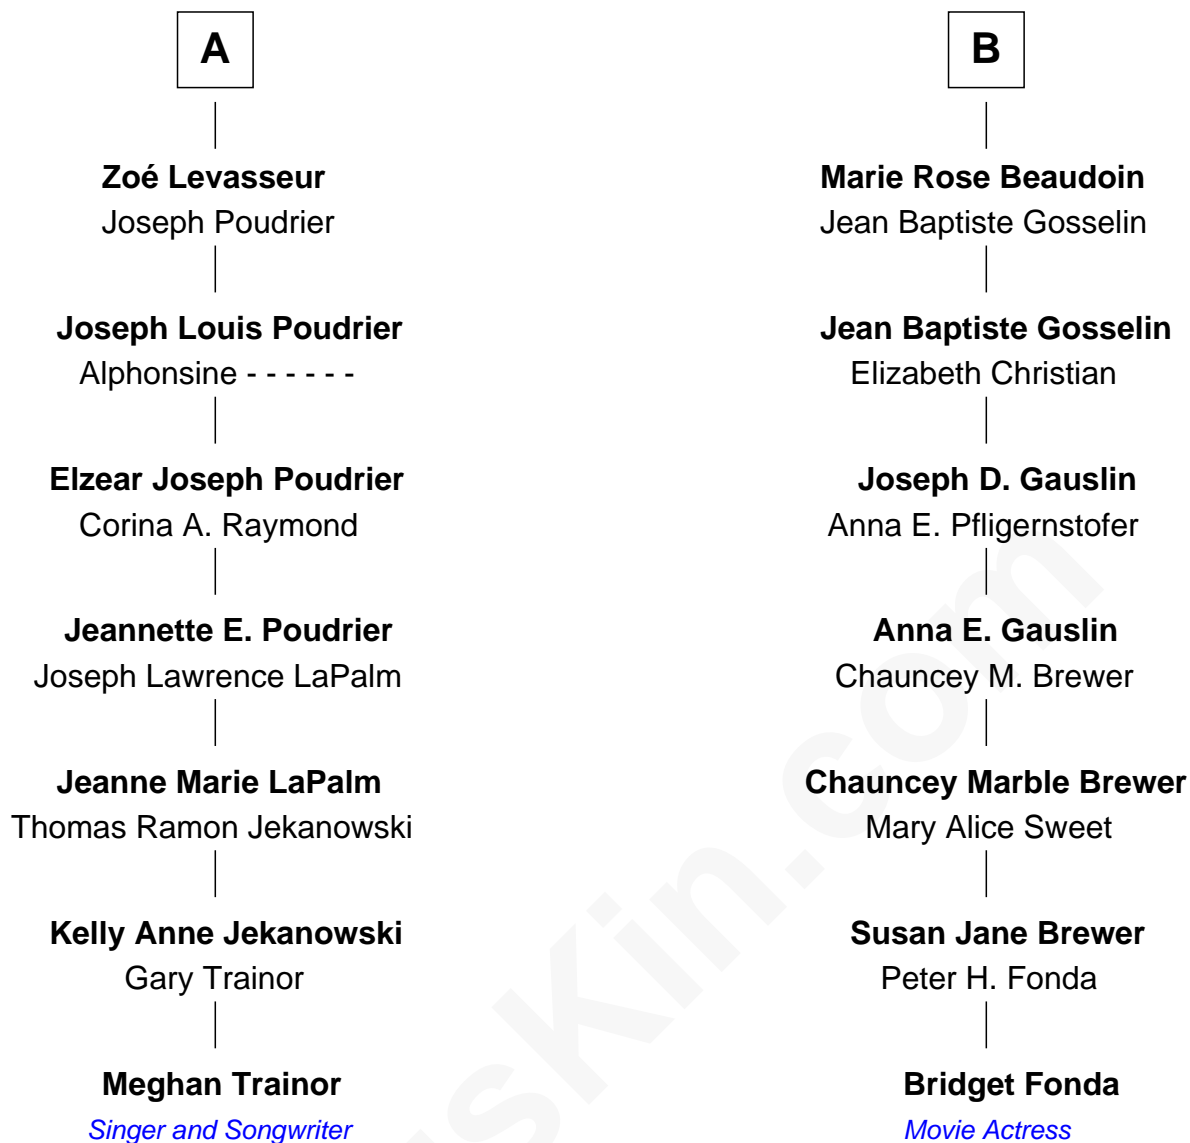 A
Zoé Levasseur
Joseph Poudrier
Joseph Louis Poudrier
Alphonsine - - - - - -
Elzear Joseph Poudrier
Corina A. Raymond
Jeannette E. Poudrier
Joseph Lawrence LaPalm
Jeanne Marie LaPalm
Thomas Ramon Jekanowski
Kelly Anne Jekanowski
Gary Trainor
Meghan Trainor
Singer and Songwriter
B
Marie Rose Beaudoin
Jean Baptiste Gosselin
Jean Baptiste Gosselin
Elizabeth Christian
Joseph D. Gauslin
Anna E. Pfligernstofer
Anna E. Gauslin
Chauncey M. Brewer
Chauncey Marble Brewer
Mary Alice Sweet
Susan Jane Brewer
Peter H. Fonda
Bridget Fonda
Movie Actress
usKin.com